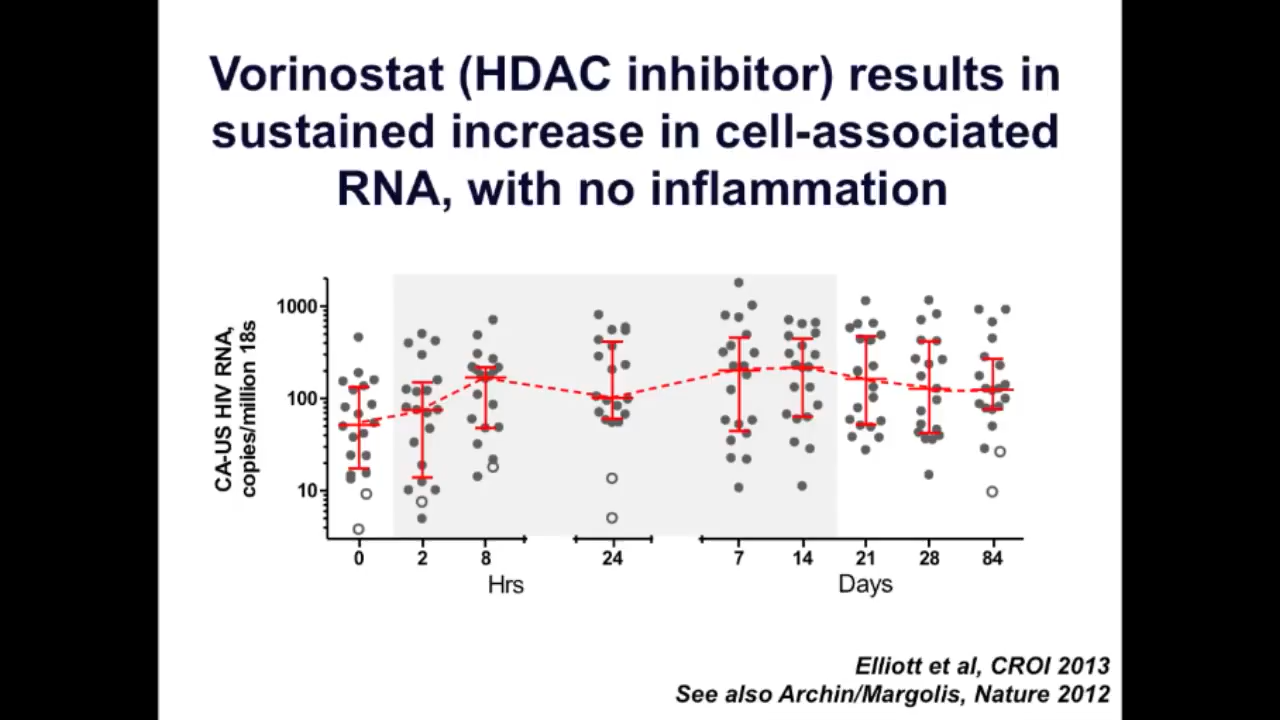 Vorinostat (HDAC inhibitor) results in
sustained increase in cell-associated
RNA, with no inflammation
CA-US HIV RNA,
copies/million 18s
1000
100
10
0 2 8 24 7 14 21 28 84
Hrs Days
Elliott et al, CROI 2013
See also Archin/Margolis, Nature 2012